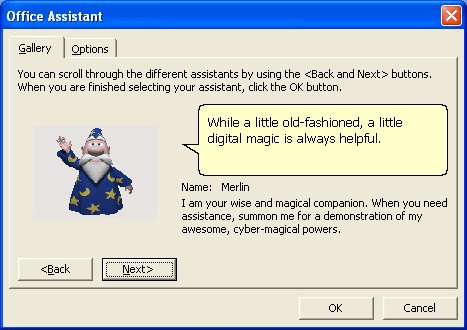 Office Assistant
Gallery
Options
You can scroll through the different assistants by using the <Back and Next> buttons.
When you are finished selecting your assistant, click the OK button.
While a little old-fashioned, a little
digital magic is always helpful.
Name: Merlin
I am your wise and magical companion. When you need
assistance, summon me for a demonstration of my
awesome, cyber-magical powers.
<Back
Next>
OK
Cancel